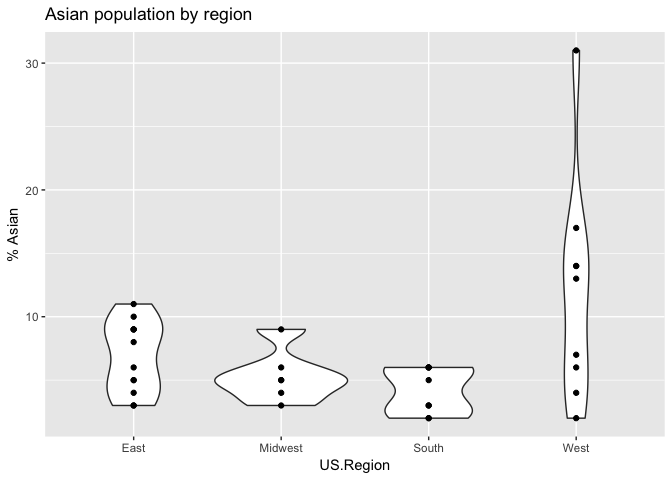 Asian population by region
30
20
10
% Asian
East Midwest South West
US.Region